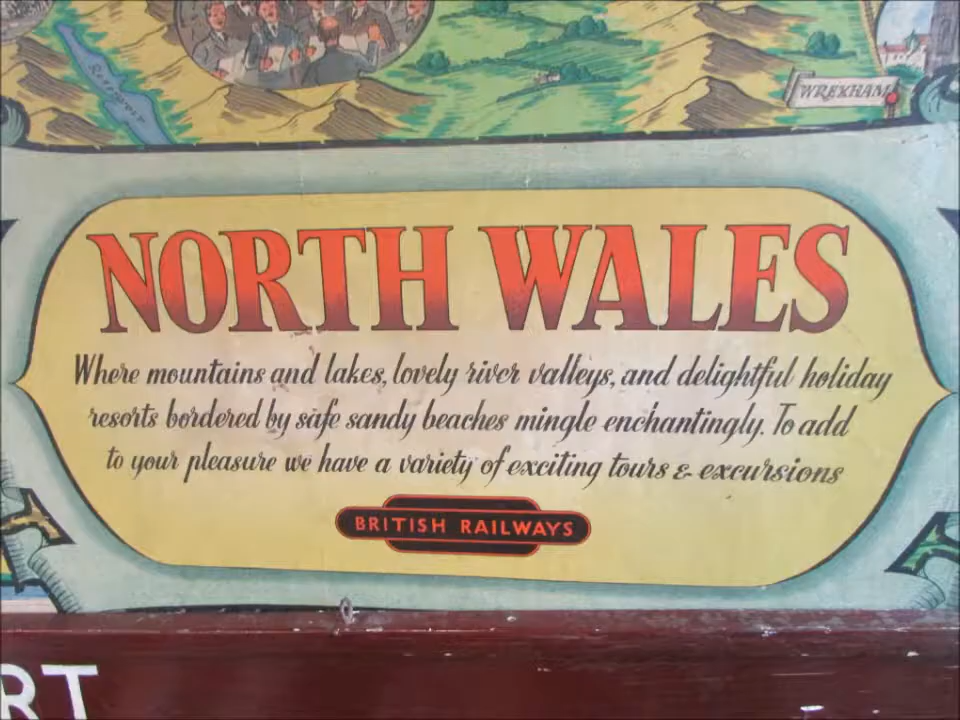 Reservoir
WREXHAM
NORTH WALES
Where mountains and lakes, lovely river valleys, and delightful holiday
resorts bordered by safe sandy beaches mingle enchantingly. To add
to your pleasure we have a variety of exciting tours & excursions
BRITISH RAILWAYS
RT